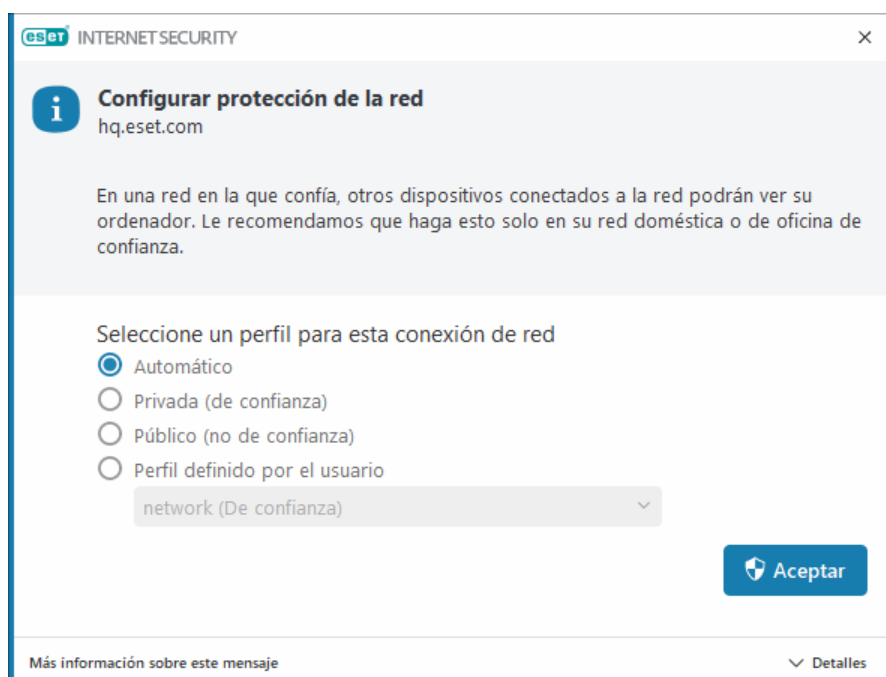 eset INTERNET SECURITY
Configurar protección de la red
hq.eset.com
En una red en la que confía, otros dispositivos conectados a la red podrán ver su
ordenador. Le recomendamos que haga esto solo en su red doméstica o de oficina de
confianza.
Seleccione un perfil para esta conexión de red
Automático
Privada (de confianza)
Público (no de confianza)
Perfil definido por el usuario
network (De confianza)
Aceptar
Más información sobre este mensaje Detalles